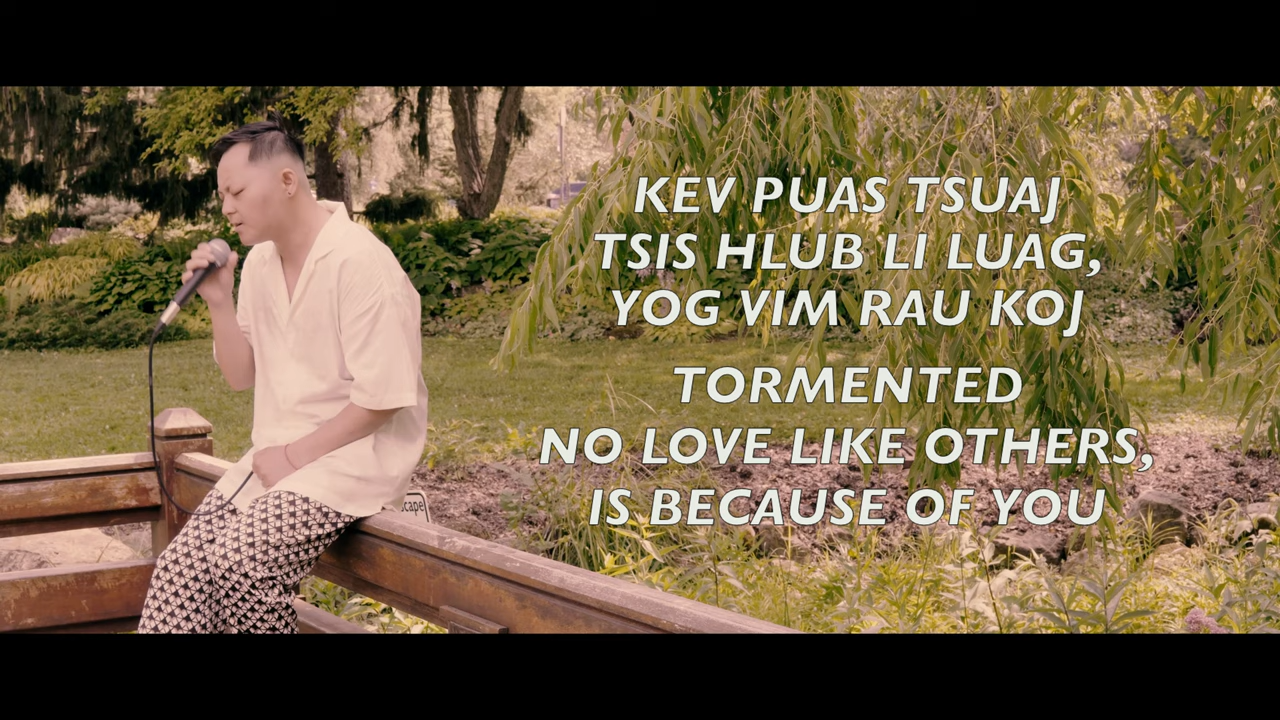 KEV PUAS TSUAJ
TSIS HLUB LI LUAG,
YOG VIM RAU KOJ
TORMENTED
NO LOVE LIKE OTHERS,
IS BECAUSE OF YOU
cape